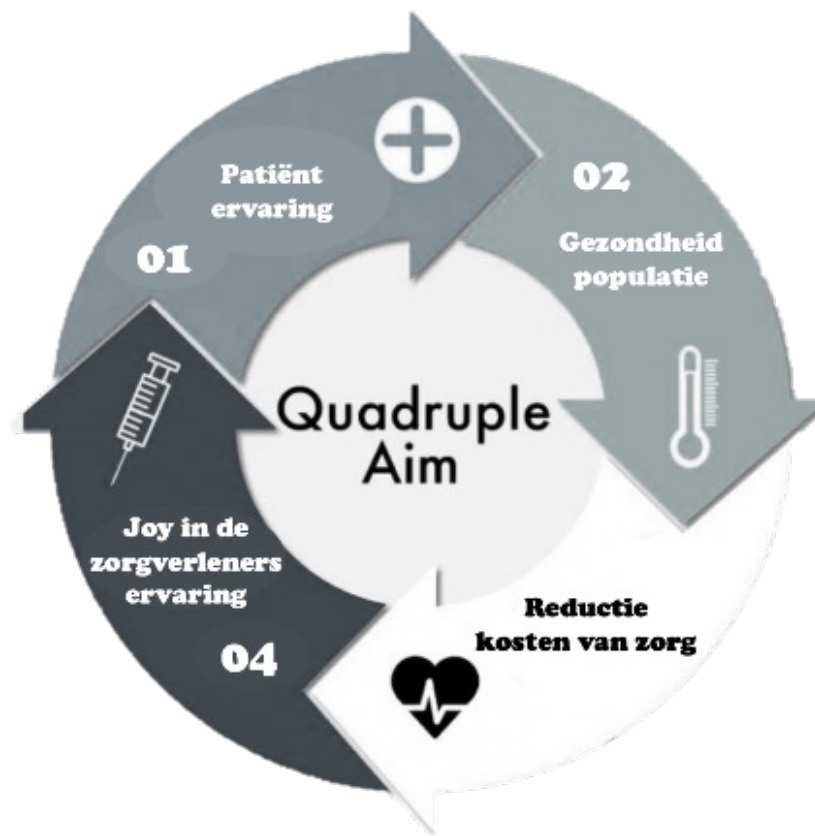 Patiënt
ervaring
01
02
Gezondheid
populatie
Quadruple
Aim
Reductie
kosten van zorg
Joy in de
zorgverleners
ervaring
04